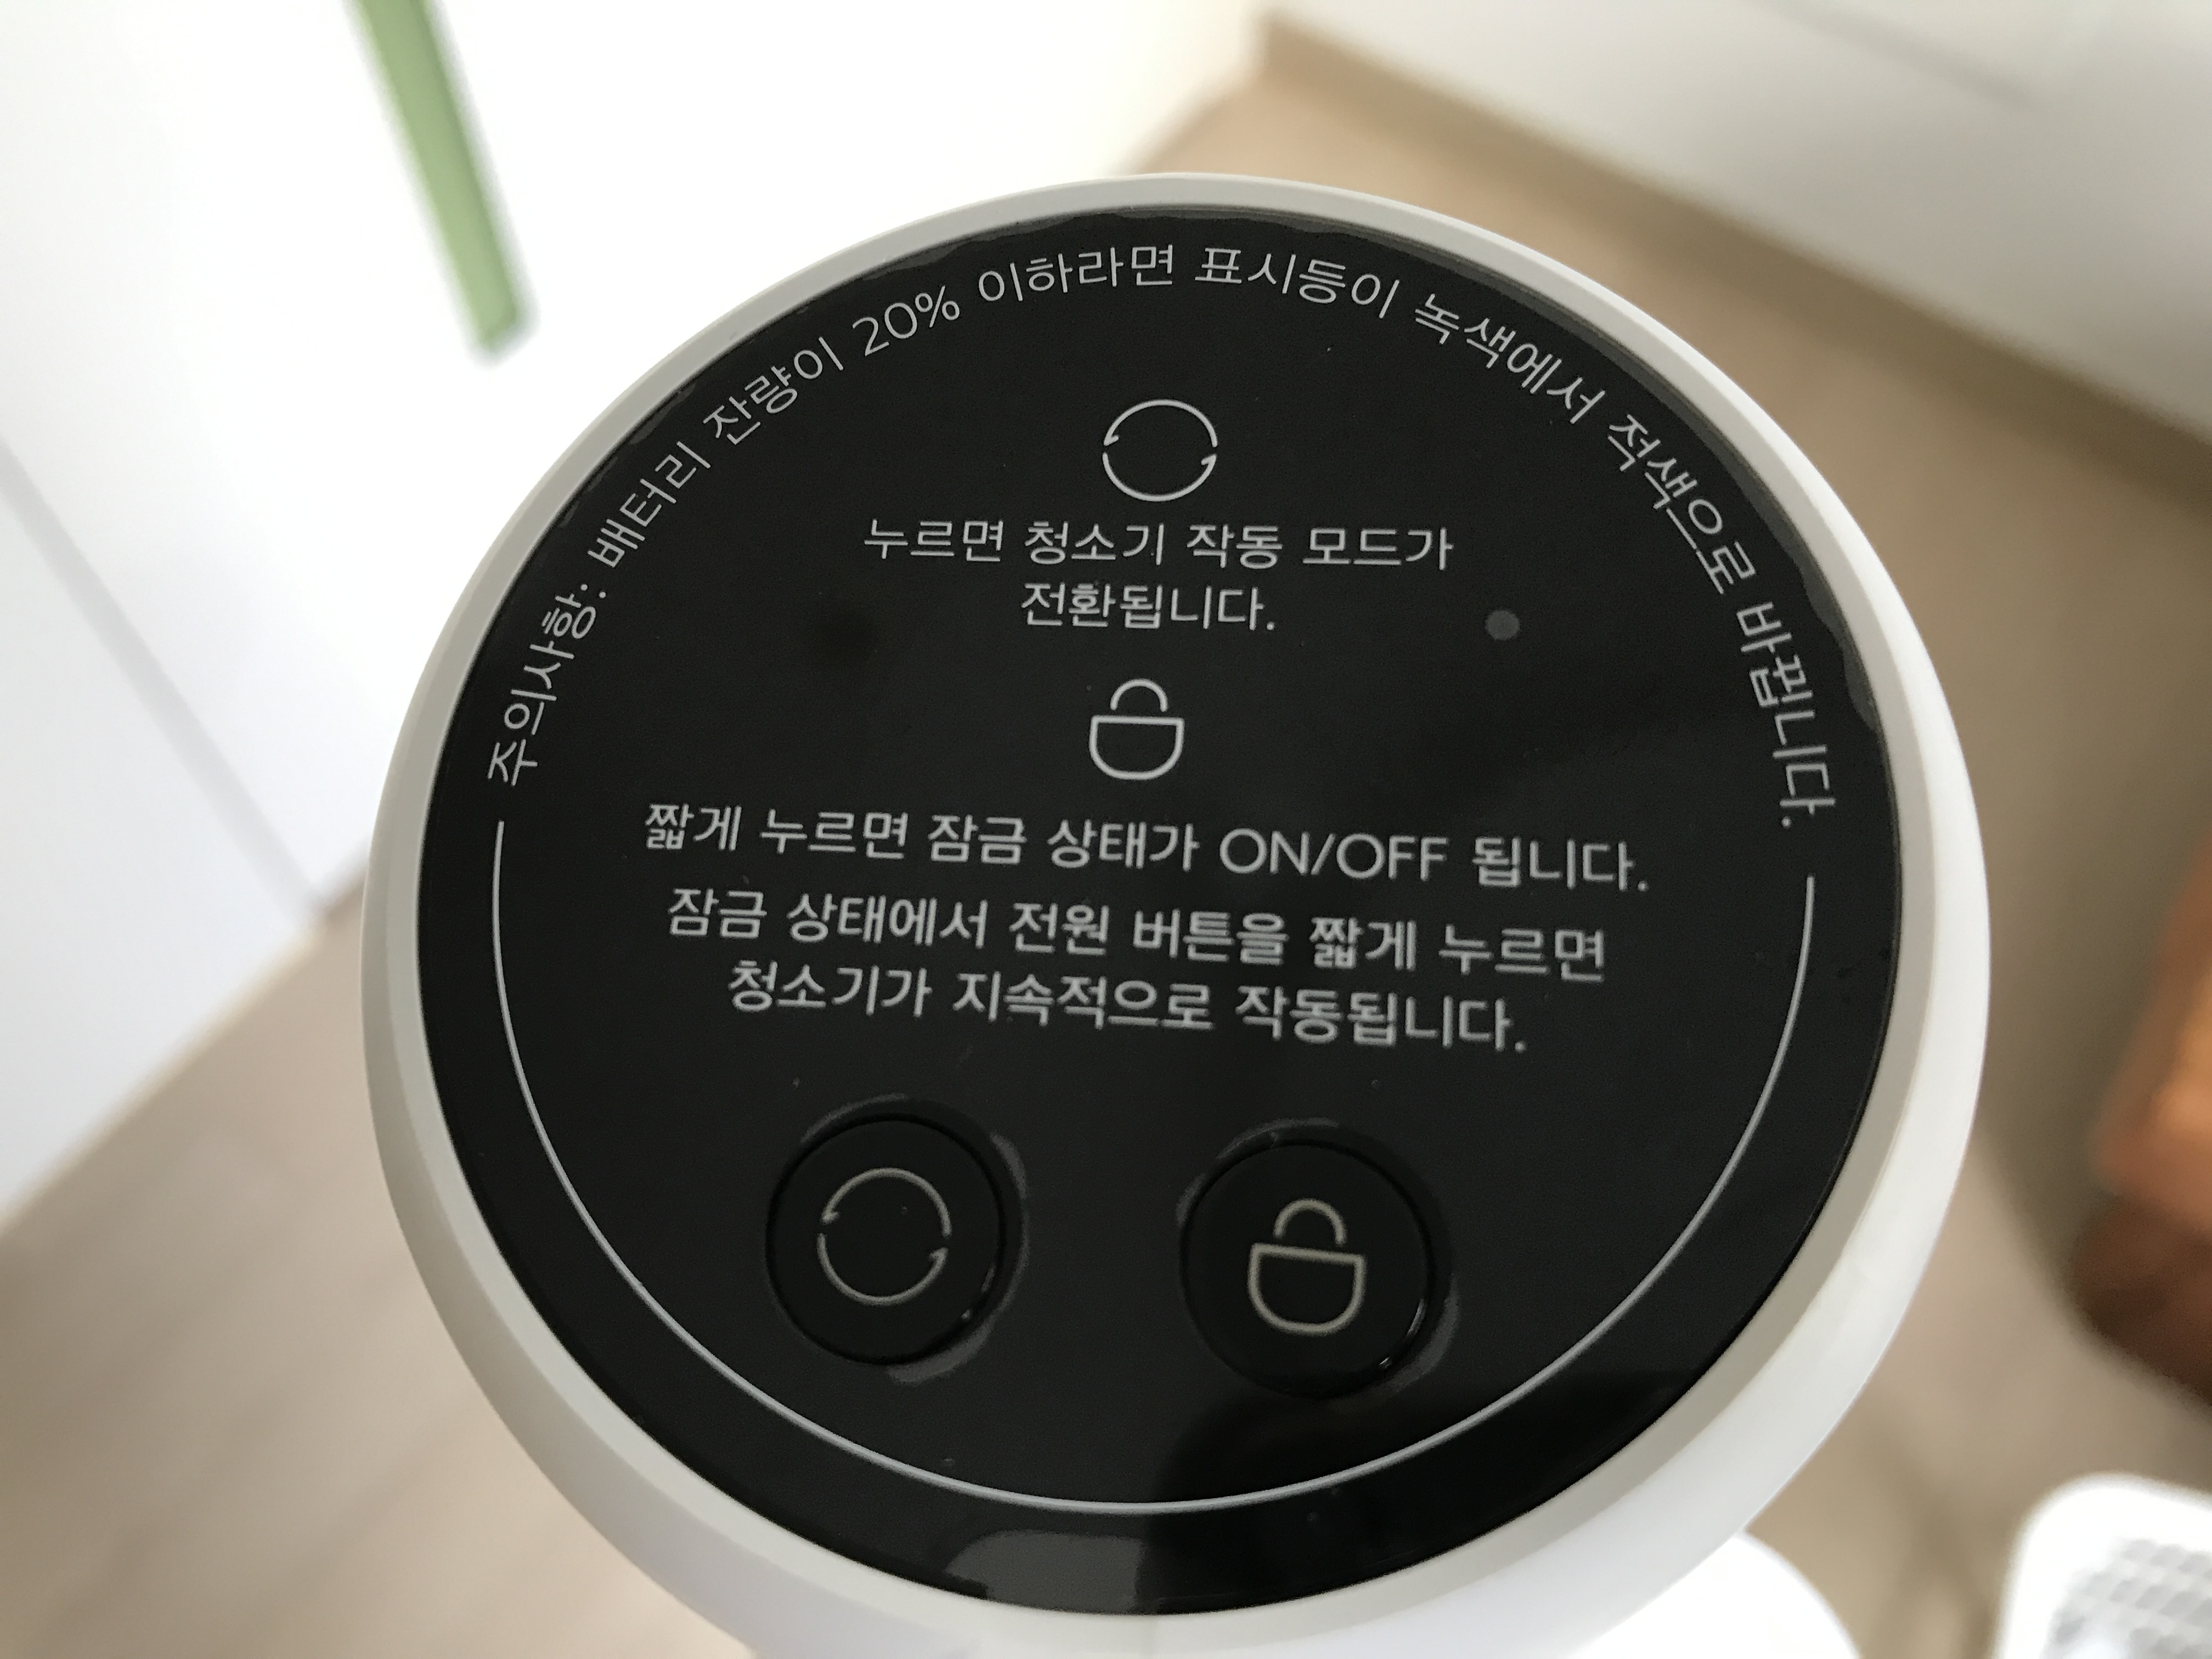 주의사항: 배터리 잔량이 20% 이하라면 표시등이 녹색에서 적색으로 바뀝니다.
누르면 청소기 작동 모드가
전환됩니다.
짧게 누르면 잠금 상태가 ON/OFF 됩니다.
잠금 상태에서 전원 버튼을 짧게 누르면
청소기가 지속적으로 작동됩니다.